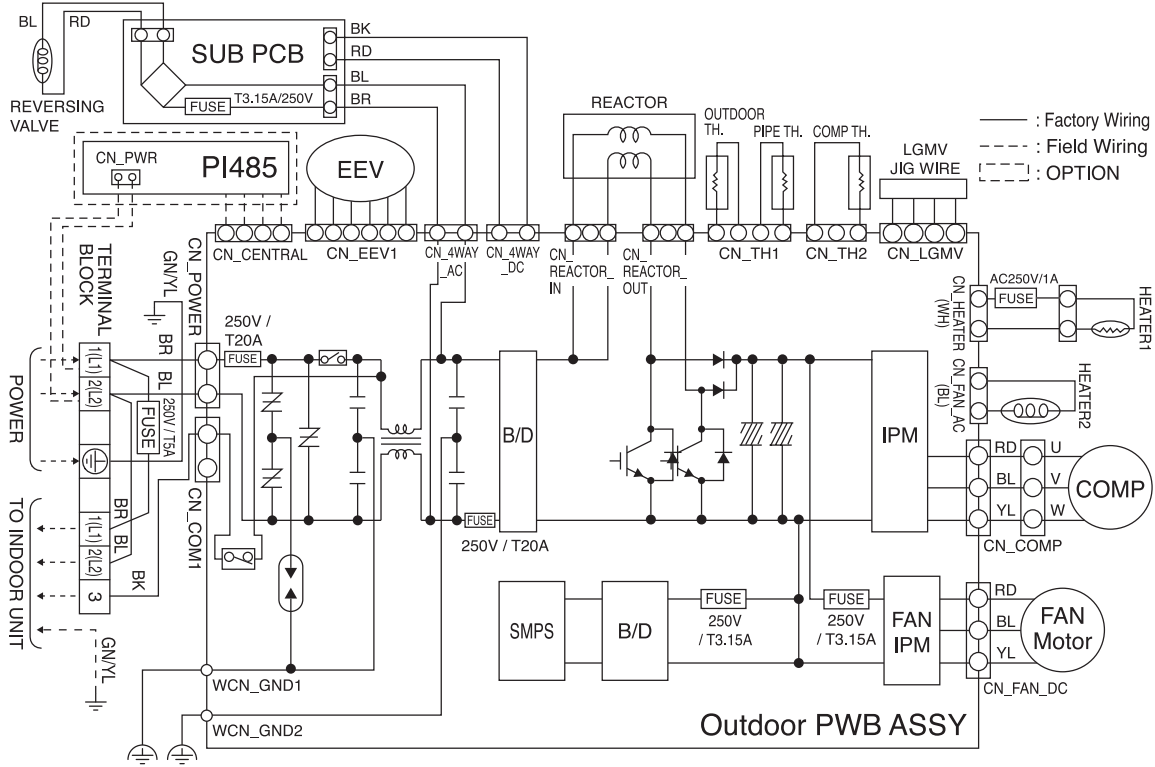 BL
RD
SUB PCB
BK
RD
BL
BR
FUSE
T3.15A/250V
REVERSING
VALVE
REACTOR
OUTDOOR
TH.
PIPE TH.
COMP TH.
LGMV
JIG WIRE
: Factory Wiring
: Field Wiring
: OPTION
CN_PWR
PI485
EEV
CN_CENTRAL
CN_EEV1
CN_4WAY
_AC
CN_4WAY
_DC
CN_
REACTOR_
IN
CN_
REACTOR_
OUT
CN_TH1
CN_TH2
CN_LGMV
TERMINAL
BLOCK
GN/YL
CN_POWER
250V /
T20A
FUSE
BR
BL
1(L1)
2(L2)
POWER
FUSE
250V / T5A
CN_COM1
BR
BL
BK
1(L1)
2(L2)
3
TO INDOOR UNIT
GN/YL
B/D
FUSE
250V / T20A
IPM
CN_HEATER
(WH)
AC250V/1A
FUSE
HEATER1
CN_FAN_AC
(BL)
HEATER2
RD
U
BL
V
YL
W
COMP
CN_COMP
SMPS
B/D
FUSE
250V
/ T3.15A
FUSE
250V
/ T3.15A
FAN
IPM
RD
BL
YL
FAN
Motor
CN_FAN_DC
WCN_GND1
WCN_GND2
Outdoor PWB ASSY